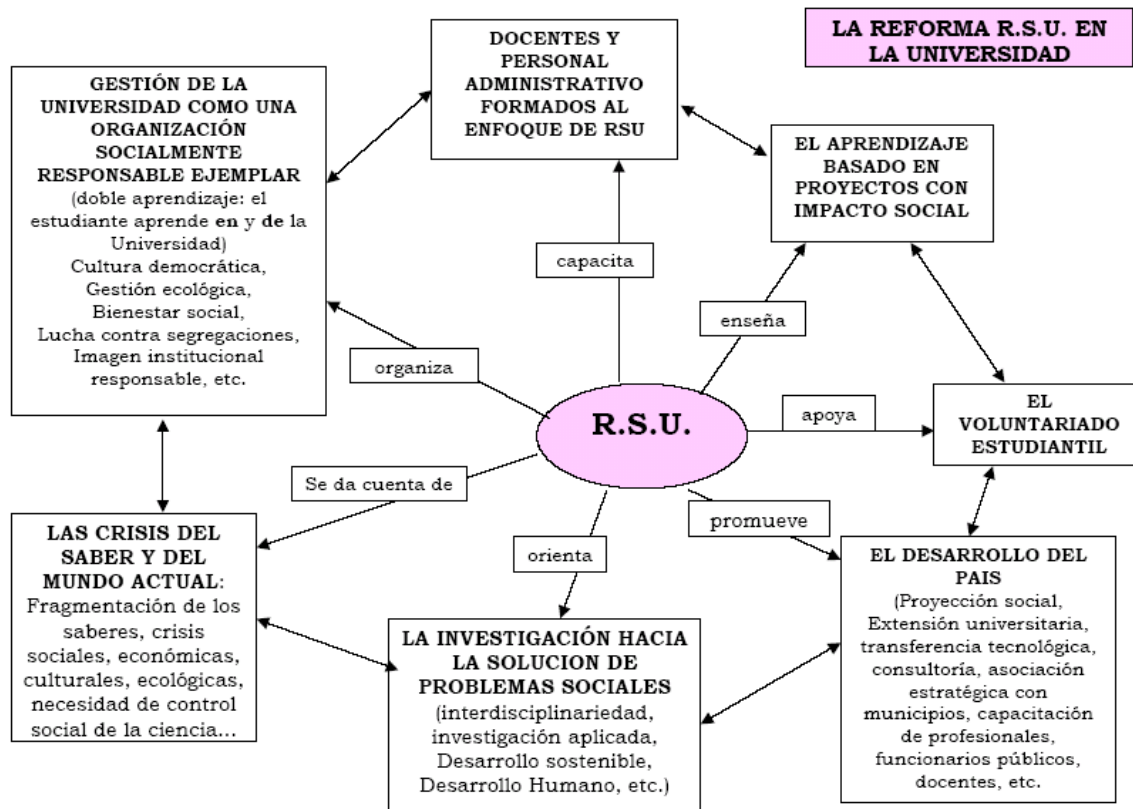 LA REFORMA R.S.U. EN
LA UNIVERSIDAD
DOCENTES Y
PERSONAL
ADMINISTRATIVO
FORMADOS AL
ENFOQUE DE RSU
GESTIÓN DE LA
UNIVERSIDAD COMO UNA
ORGANIZACIÓN
SOCIALMENTE
RESPONSABLE EJEMPLAR
(doble aprendizaje: el
estudiante aprende en y de la
Universidad)
Cultura democrática,
Gestión ecológica,
Bienestar social,
Lucha contra segregaciones,
Imagen institucional
responsable, etc.
EL APRENDIZAJE
BASADO EN
PROYECTOS CON
IMPACTO SOCIAL
capacita
enseña
organiza
R.S.U.
apoya
EL
VOLUNTARIADO
ESTUDIANTIL
Se da cuenta de
orienta
promueve
LAS CRISIS DEL
SABER Y DEL
MUNDO ACTUAL:
Fragmentación de los
saberes, crisis
sociales, económicas,
culturales, ecológicas,
necesidad de control
social de la ciencia...
LA INVESTIGACIÓN HACIA
LA SOLUCION DE
PROBLEMAS SOCIALES
(interdisciplinariedad,
investigación aplicada,
Desarrollo sostenible,
Desarrollo Humano, etc.)
EL DESARROLLO DEL
PAIS
(Proyección social,
Extensión universitaria,
transferencia tecnológica,
consultoría, asociación
estratégica con
municipios, capacitación
de profesionales,
funcionarios públicos,
docentes, etc.